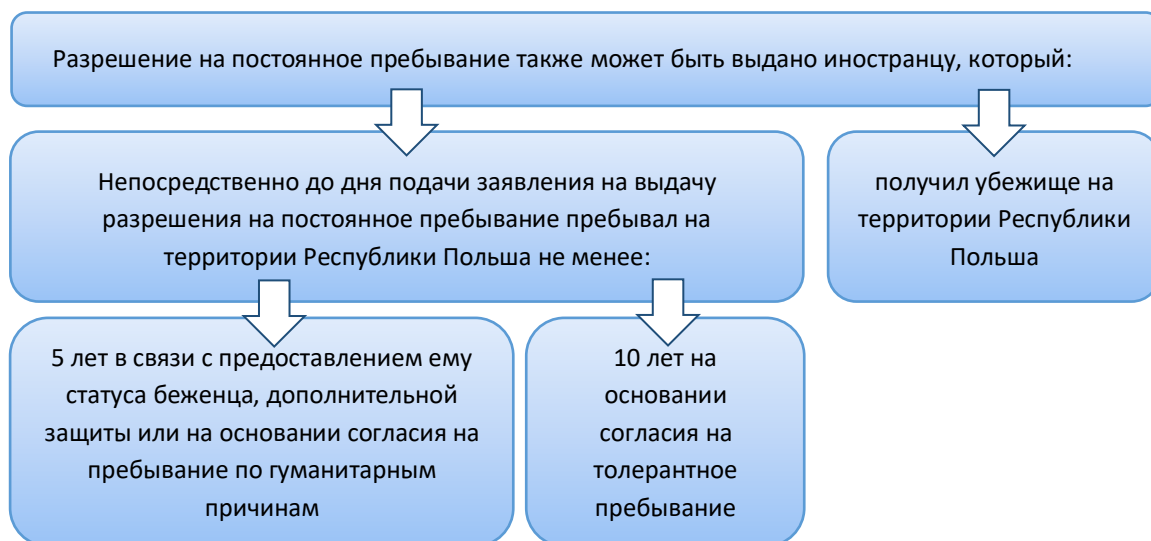 Разрешение на постоянное пребывание также может быть выдано иностранцу, который:
Непосредственно до дня подачи заявления на выдачу
разрешения на постоянное пребывание пребывал на
территории Республики Польша не менее:
получил убежище на
территории Республики
Польша
5 лет в связи с предоставлением ему
статуса беженца, дополнительной
защиты или на основании согласия на
пребывание по гуманитарным
причинам
10 лет на
основании
согласия на
толерантное
пребывание